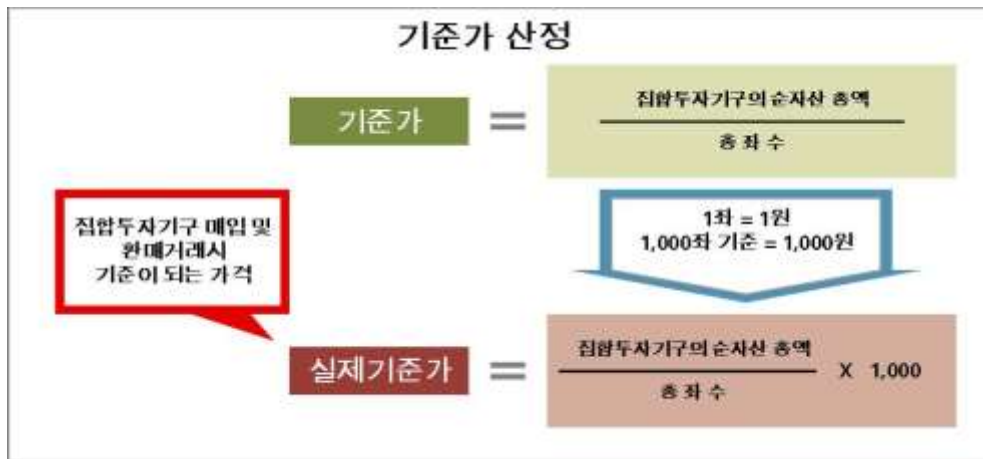 기준가 산정
기준가
=
집합투자기구의 순자산 총액
총 좌 수
집합투자기구 매입 및
환매거래시
기준이 되는 가격
1좌 = 1원
1,000좌 기준 = 1,000원
실제기준가
=
집합투자기구의 순자산 총액
총 좌 수
X 1,000